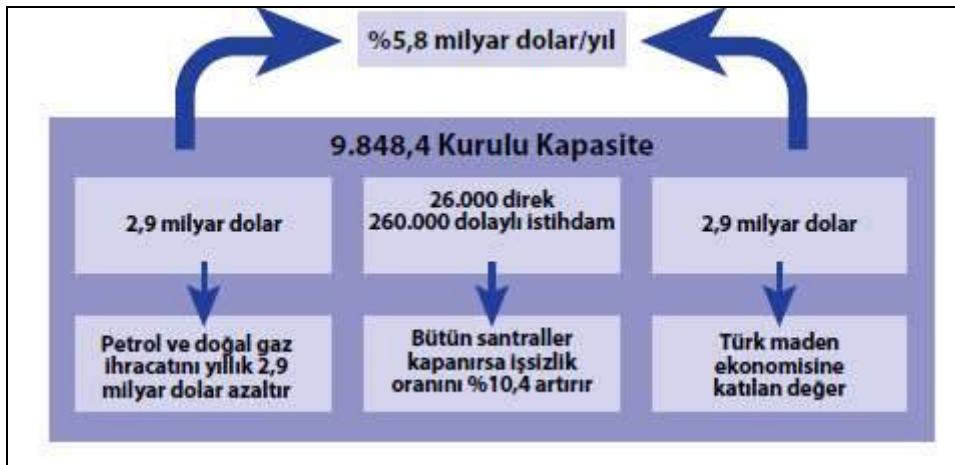 %5,8 milyar dolar/yıl
9.848,4 Kurulu Kapasite
2,9 milyar dolar
26.000 direk
260.000 dolaylı istihdam
2,9 milyar dolar
Petrol ve doğal gaz
ihracatını yıllık 2,9
milyar dolar azaltır
Bütün santraller
kapanırsa işsizlik
oranını %10,4 artırır
Türk maden
ekonomisine
katılan değer